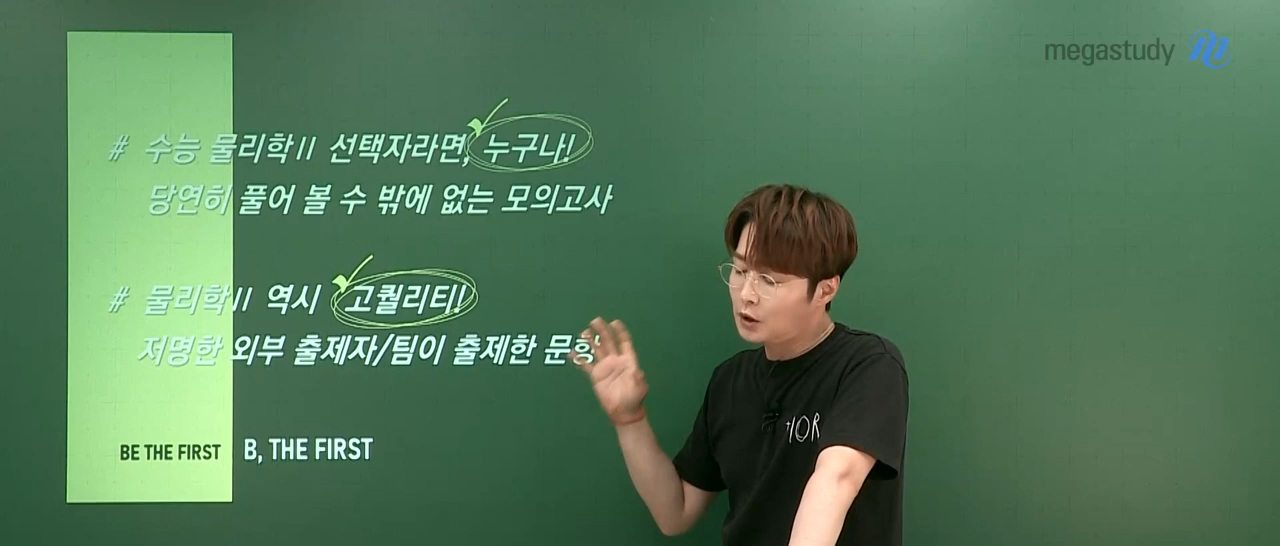 megastudy
# 수능 물리학II 선택자라면, 누구나!
당연히 풀어 볼 수 밖에 없는 모의고사
# 물리학II 역시 고퀄리티!
저명한 외부 출제자/팀이 출제한 문항
BE THE FIRST B, THE FIRST
HOR